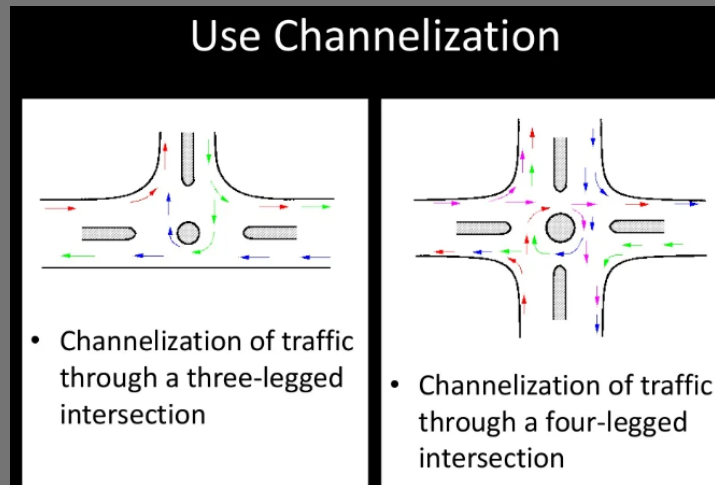 Use Channelization
• Channelization of traffic
through a three-legged
intersection
• Channelization of traffic
through a four-legged
intersection